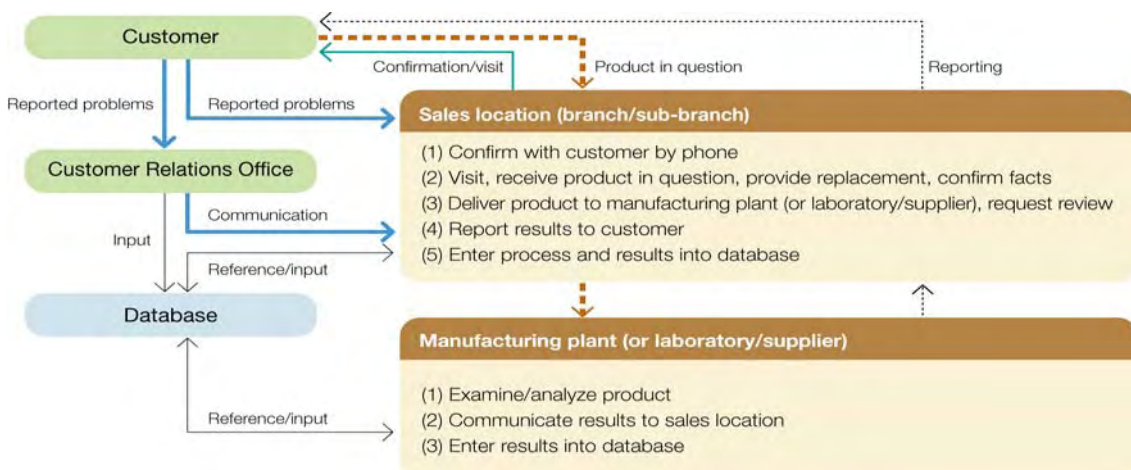 Customer
Confirmation/visit
Product in question
Reporting
Reported problems
Reported problems
Sales location (branch/sub-branch)
(1) Confirm with customer by phone
(2) Visit, receive product in question, provide replacement, confirm facts
(3) Deliver product to manufacturing plant (or laboratory/supplier), request review
(4) Report results to customer
(5) Enter process and results into database
Customer Relations Office
Communication
Input
Reference/input
Database
Manufacturing plant (or laboratory/supplier)
(1) Examine/analyze product
(2) Communicate results to sales location
(3) Enter results into database
Reference/input